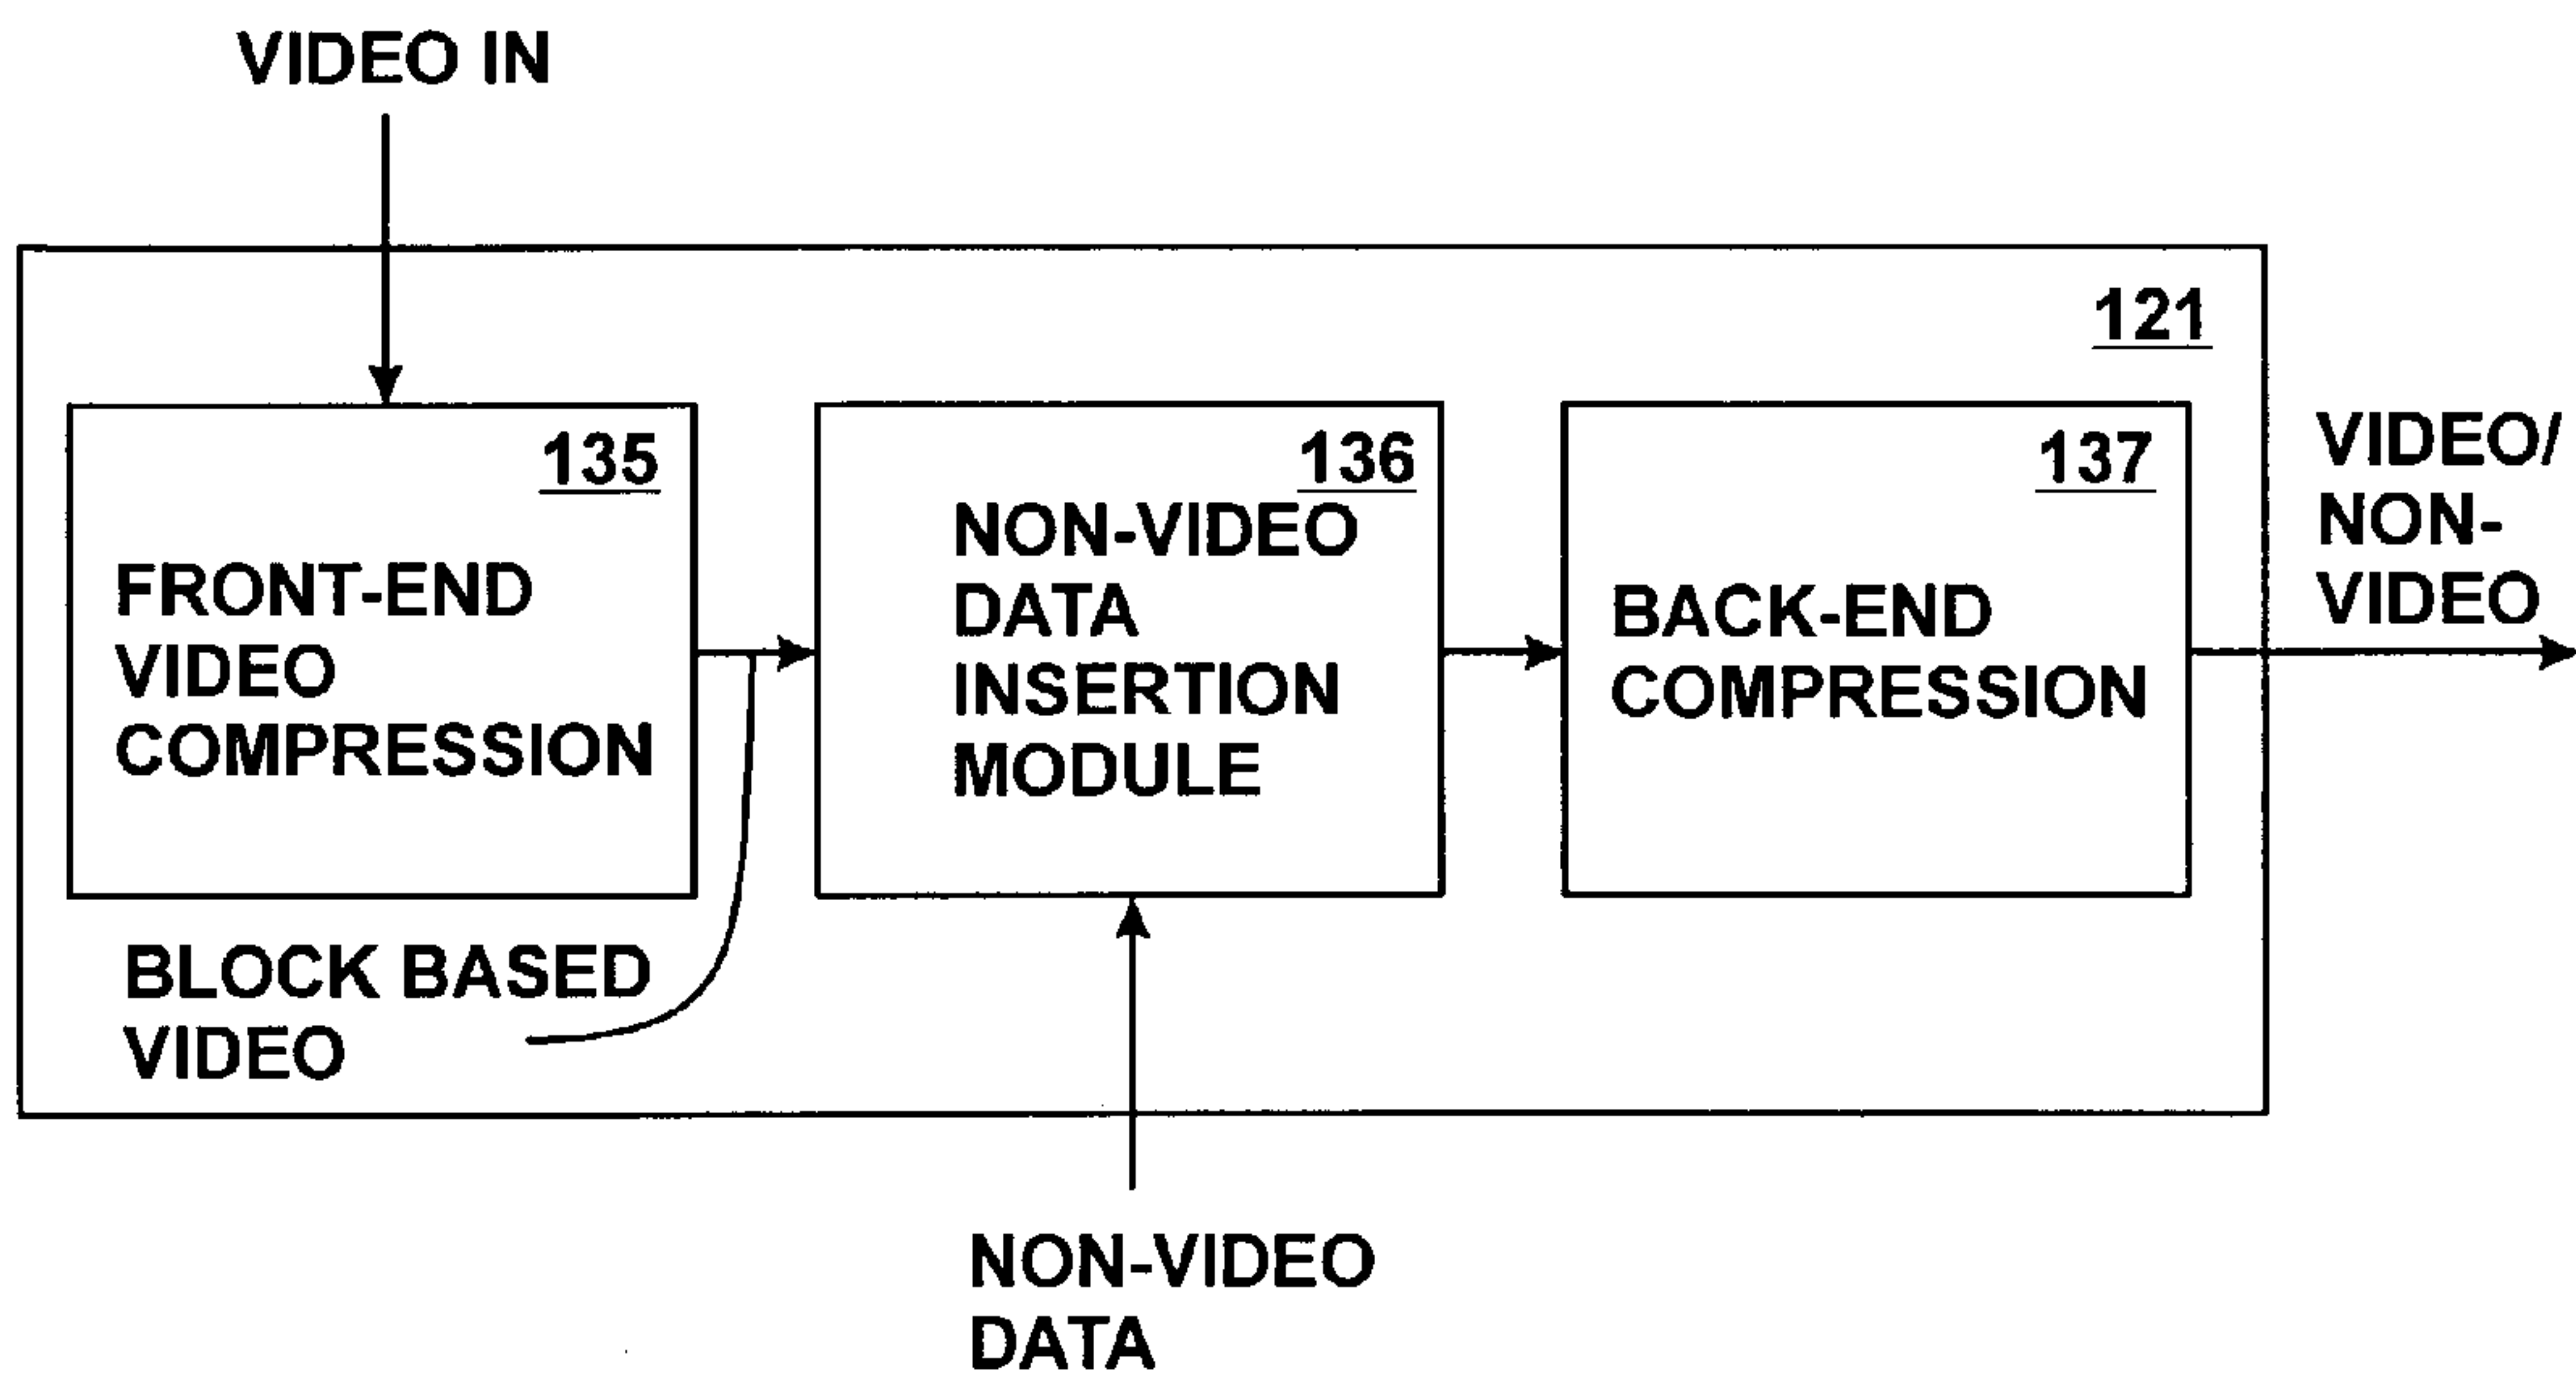 VIDEO IN
121
135
FRONT-END
VIDEO
COMPRESSION
136
NON-VIDEO
DATA
INSERTION
MODULE
137
BACK-END
COMPRESSION
VIDEO/
NON-
VIDEO
BLOCK BASED
VIDEO
NON-VIDEO
DATA